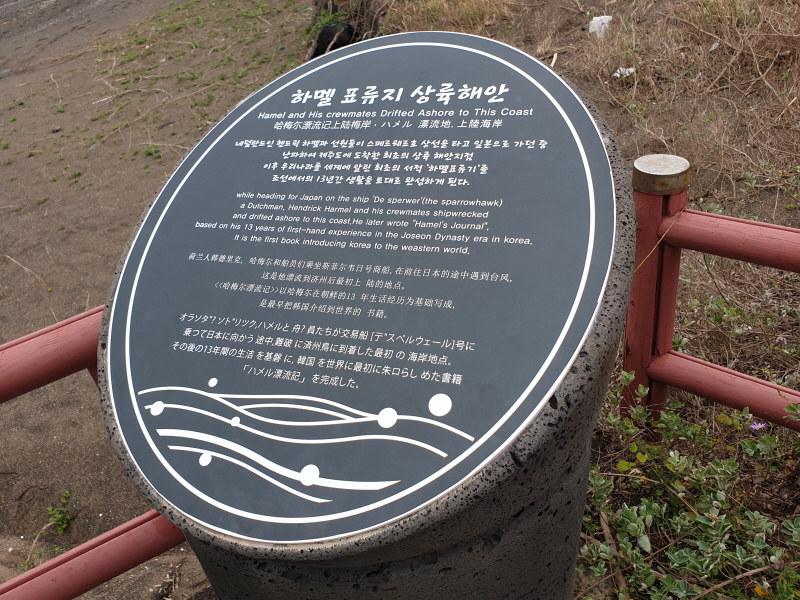 하멜 표류지 상륙해안
Hamel and His crewmates Drifted Ashore to This Coast
哈梅尔漂流记上陆梅岸 · ハメル 漂流地, 上陸海岸
네덜란드인 핸드릭 하멜과 선원들이 스페르웨르호 상선을 타고 일본으로 가던 중
난파하여 제주도에 도착한 최초의 상륙 해안지점
이후 우리나라를 세계에 알린 최초의 서적 '하멜표류기'를
조선에서의 13년간 생활을 토대로 완성하게 된다.
while heading for Japan on the ship 'De sperwer'(the sparrowhawk)
a Dutchman, Hendrick Harmel and his crewmates shipwrecked
and drifted ashore to this coast.He later wrote "Hamel's Journal",
based on his 13 years of first-hand experience in the Joseon Dynasty era in korea.
It is the first book introducing korea to the weastern world.
荷兰人韩德里克, 哈梅尔和船员们乘坐斯菲尔韦日号商船, 在前往日本的途中遇到台风,
这是他漂流到济州后最初上 陆的地点。
<<哈梅尔漂流记>>以哈梅尔在朝鲜的13 年生活经历为基础写成,
是最早把韩国介绍到世界的 书籍。
オラソダ? ソド"リツク,ハメルと 舟? 員たちが交易船 [デ"スペルウェール]号に
乗つて日本に向かう 途中,難破 に済州島に到着した最初 の 海岸地点。
その後の13年間の生活 を基磐 に, 韓国 を世界に最初に朱口らし めた書籍
「ハメル漂流記」 を完成した。